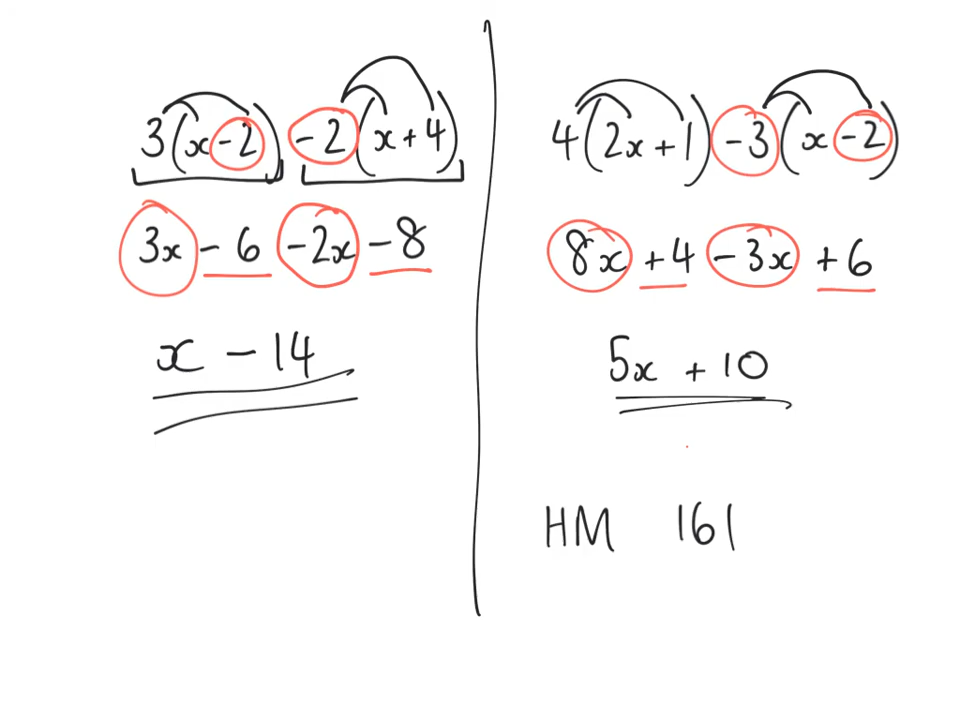 3(x-2) -2(x+4)
3x - 6 -2x - 8
x - 14
4(2x+1) -3(x-2)
8x +4 -3x +6
5x + 10
HM 161